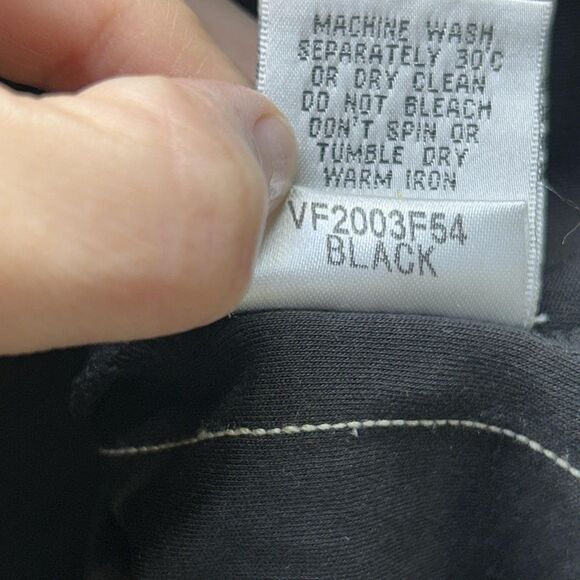 MACHINE WASH
SEPARATELY 30°C
OR DRY CLEAN
DO NOT BLEACH
DON'T SPIN OR
TUMBLE DRY
WARM IRON
VF2003F54
BLACK